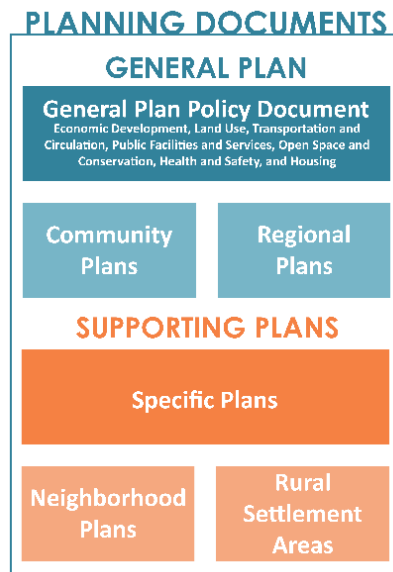 PLANNING DOCUMENTS
GENERAL PLAN
General Plan Policy Document
Economic Development, Land Use, Transportation and
Circulation, Public Facilities and Services, Open Space and
Conservation, Health and Safety, and Housing
Community
Plans
Regional
Plans
SUPPORTING PLANS
Specific Plans
Neighborhood
Plans
Rural
Settlement
Areas